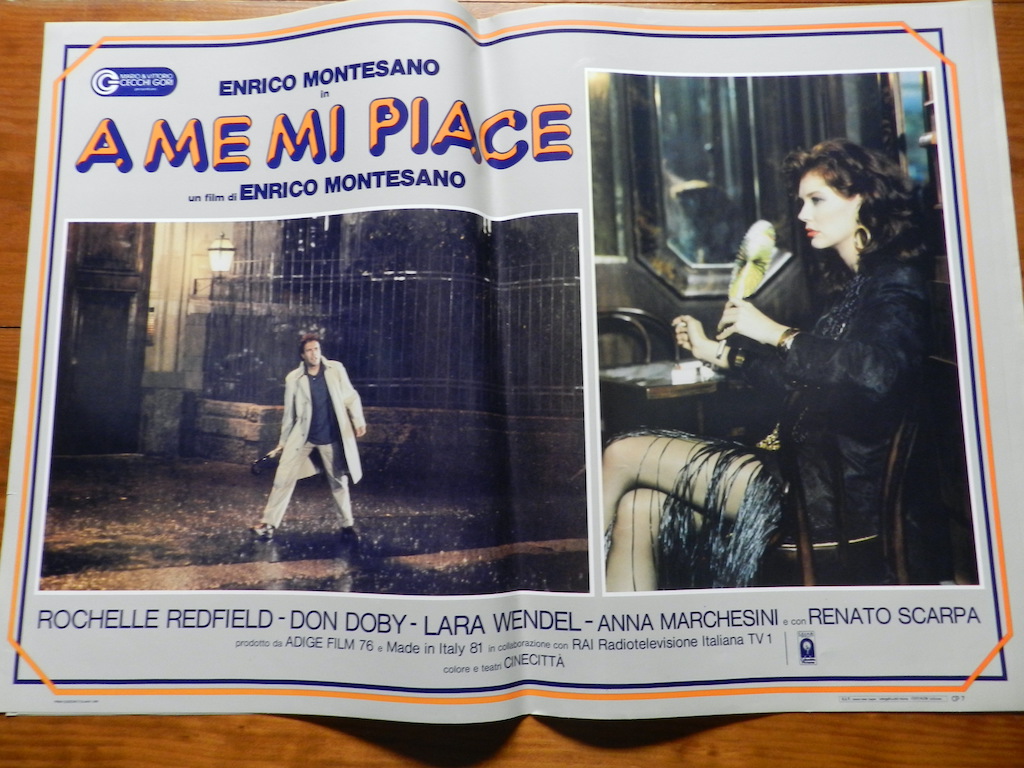 MARIO & VITTORIO
CECCHI GORI
ENRICO MONTESANO
in
A ME MI PIACE
un film di ENRICO MONTESANO
ROCHELLE REDFIELD - DON DOBY - LARA WENDEL - ANNA MARCHESINI e con RENATO SCARPA
prodotto da ADIGE FILM 76 e Made in Italy 81 in collaborazione con RAI Radiotelevisione Italiana TV 1
colore e teatri CINECITTÀ